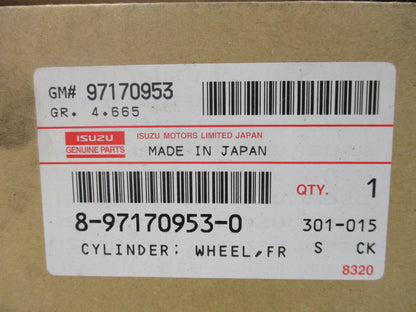 GM# 97170953
GR. 4.665
ISUZU
GENUINE PARTS
ISUZU MOTORS LIMITED JAPAN
MADE IN JAPAN
QTY. 1
8-97170953-0 301-015
CYLINDER; WHEEL,FR S CK
8320